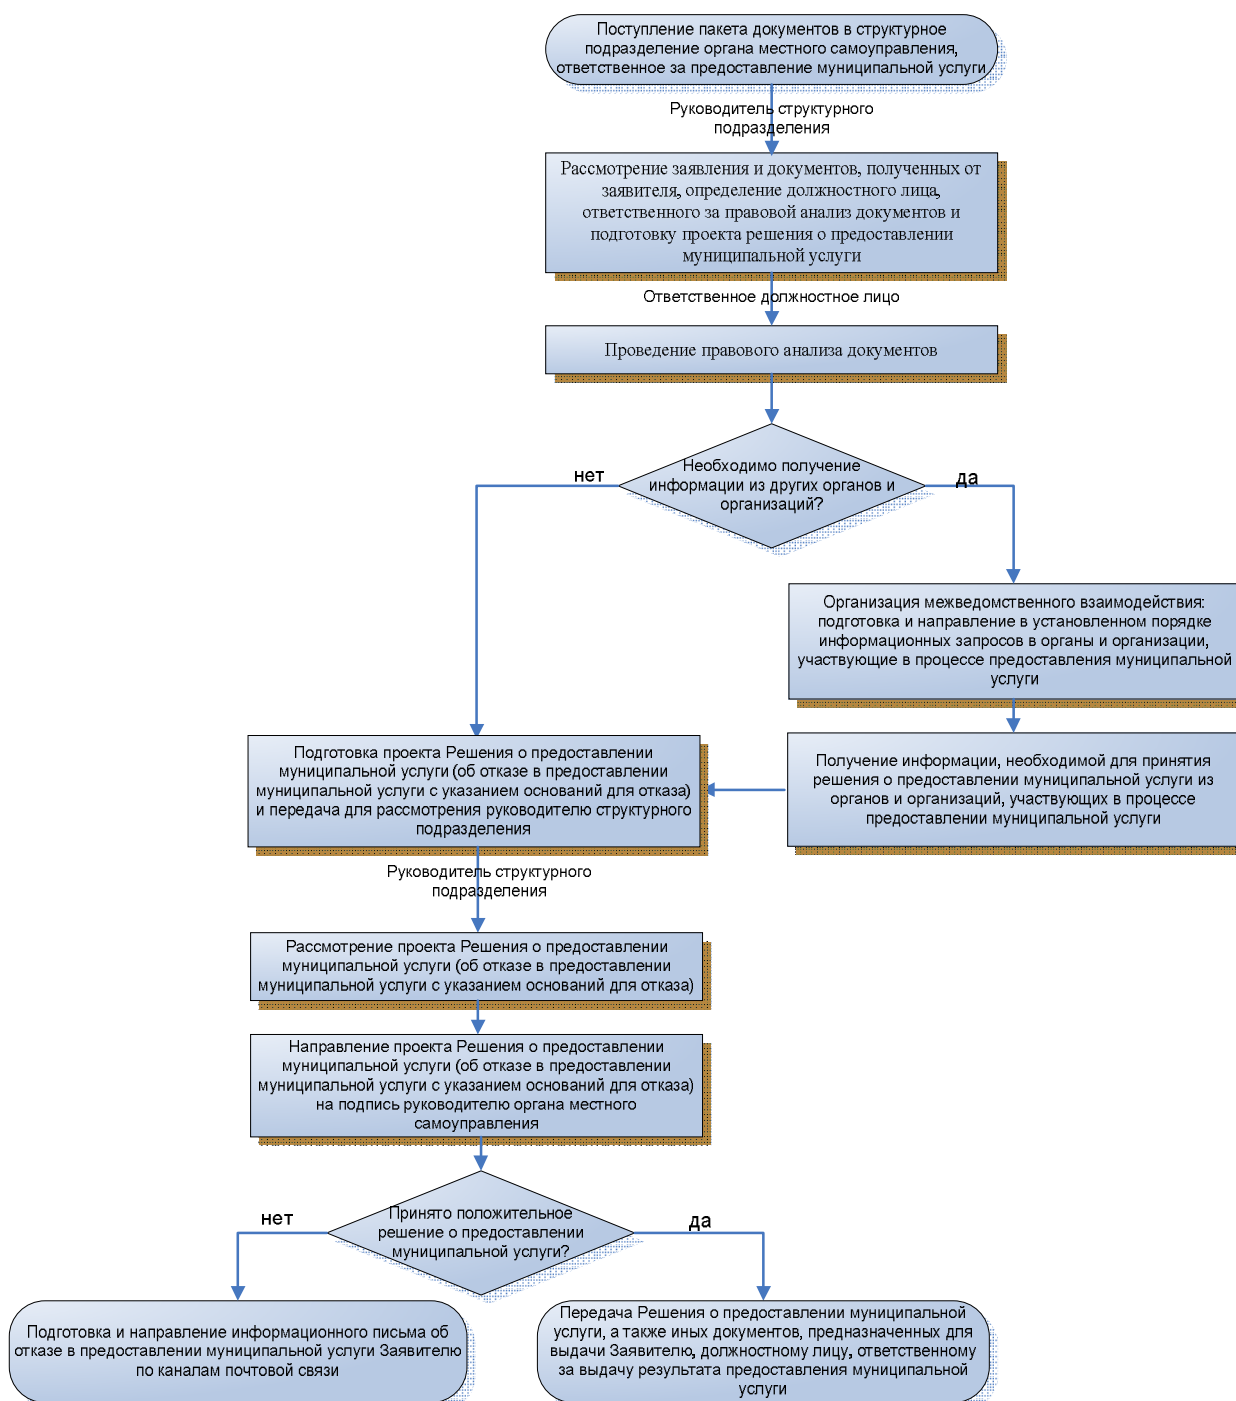 Поступление пакета документов в структурное
подразделение органа местного самоуправления,
ответственное за предоставление муниципальной услуги
Руководитель структурного
подразделения
Рассмотрение заявления и документов, полученных от
заявителя, определение должностного лица,
ответственного за правовой анализ документов и
подготовку проекта решения о предоставлении
муниципальной услуги
Ответственное должностное лицо
Проведение правового анализа документов
Необходимо получение
информации из других органов и
организаций?
нет
да
Организация межведомственного взаимодействия:
подготовка и направление в установленном порядке
информационных запросов в органы и организации,
участвующие в процессе предоставления муниципальной
услуги
Получение информации, необходимой для принятия
решения о предоставлении муниципальной услуги из
органов и организаций, участвующих в процессе
предоставлении муниципальной услуги
Подготовка проекта Решения о предоставлении
муниципальной услуги (об отказе в предоставлении
муниципальной услуги с указанием оснований для отказа)
и передача для рассмотрения руководителю структурного
подразделения
Руководитель структурного
подразделения
Рассмотрение проекта Решения о предоставлении
муниципальной услуги (об отказе в предоставлении
муниципальной услуги с указанием оснований для отказа)
Направление проекта Решения о предоставлении
муниципальной услуги (об отказе в предоставлении
муниципальной услуги с указанием оснований для отказа)
на подпись руководителю органа местного
самоуправления
Принято положительное
решение о предоставлении
муниципальной услуги?
нет
да
Подготовка и направление информационного письма об
отказе в предоставлении муниципальной услуги Заявителю
по каналам почтовой связи
Передача Решения о предоставлении муниципальной
услуги, а также иных документов, предназначенных для
выдачи Заявителю, должностному лицу, ответственному
за выдачу результата предоставления муниципальной
услуги